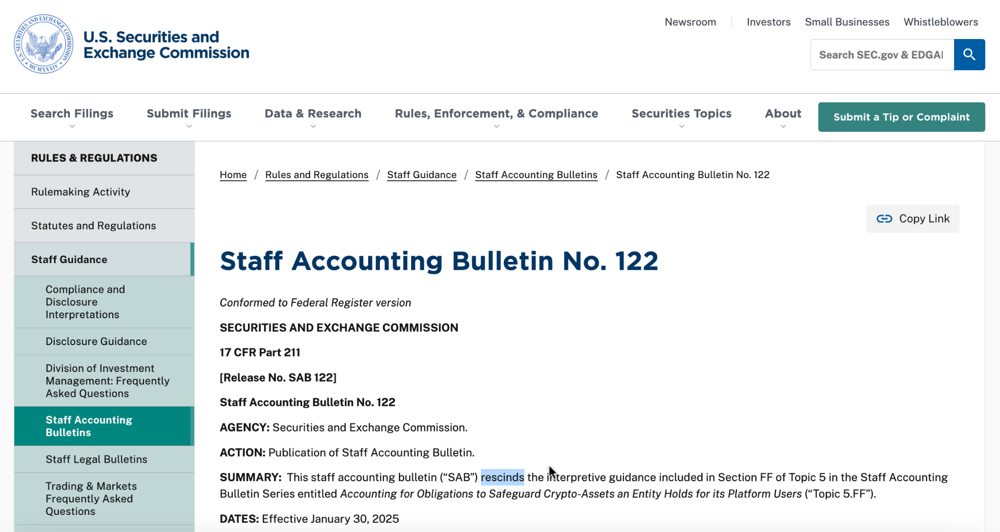 SECURITIES AND EXCHANGE COMMISSION
MCMXXXIV
U.S. Securities and
Exchange Commission
Newsroom
Investors
Small Businesses
Whistleblowers
Search SEC.gov & EDGA
Search Filings
Submit Filings
Data & Research
Rules, Enforcement, & Compliance
Securities Topics
About
Submit a Tip or Complaint
RULES & REGULATIONS
Rulemaking Activity
Statutes and Regulations
Staff Guidance
Compliance and
Disclosure
Interpretations
Disclosure Guidance
Division of Investment
Management: Frequently
Asked Questions
Staff Accounting
Bulletins
Staff Legal Bulletins
Trading & Markets
Frequently Asked
Questions
Home / Rules and Regulations / Staff Guidance / Staff Accounting Bulletins / Staff Accounting Bulletin No. 122
Copy Link
Staff Accounting Bulletin No. 122
Conformed to Federal Register version
SECURITIES AND EXCHANGE COMMISSION
17 CFR Part 211
[Release No. SAB 122]
Staff Accounting Bulletin No. 122
AGENCY: Securities and Exchange Commission.
ACTION: Publication of Staff Accounting Bulletin.
SUMMARY: This staff accounting bulletin (“SAB”) rescinds the interpretive guidance included in Section FF of Topic 5 in the Staff Accounting
Bulletin Series entitled Accounting for Obligations to Safeguard Crypto-Assets an Entity Holds for its Platform Users (“Topic 5.FF”).
DATES: Effective January 30, 2025